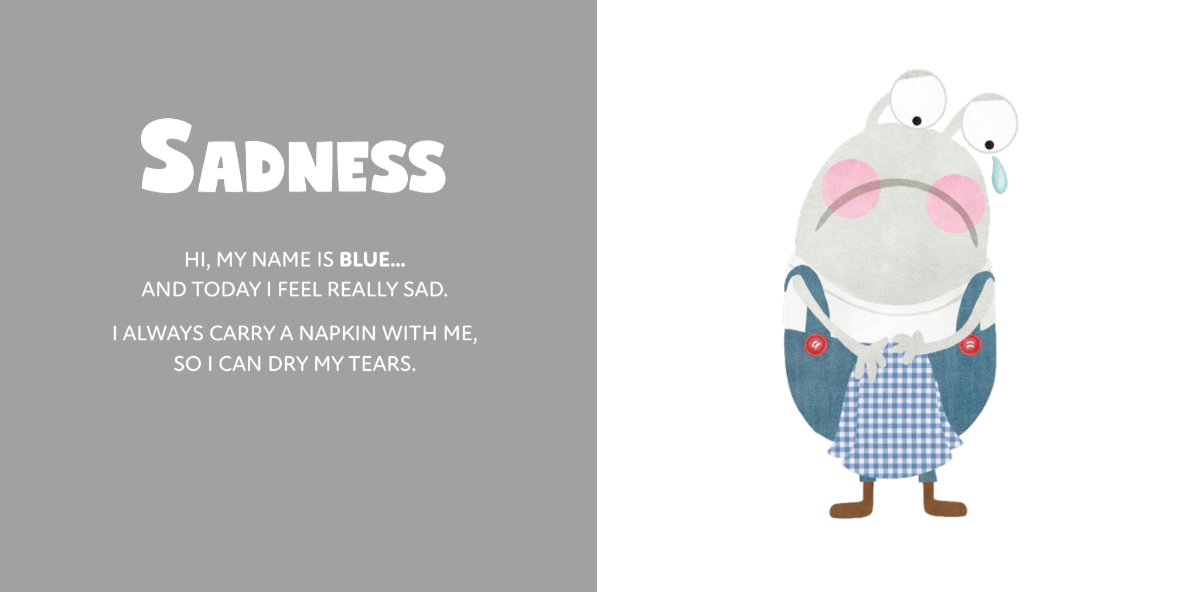 SADNESS
HI, MY NAME IS BLUE...
AND TODAY I FEEL REALLY SAD.
I ALWAYS CARRY A NAPKIN WITH ME,
SO I CAN DRY MY TEARS.